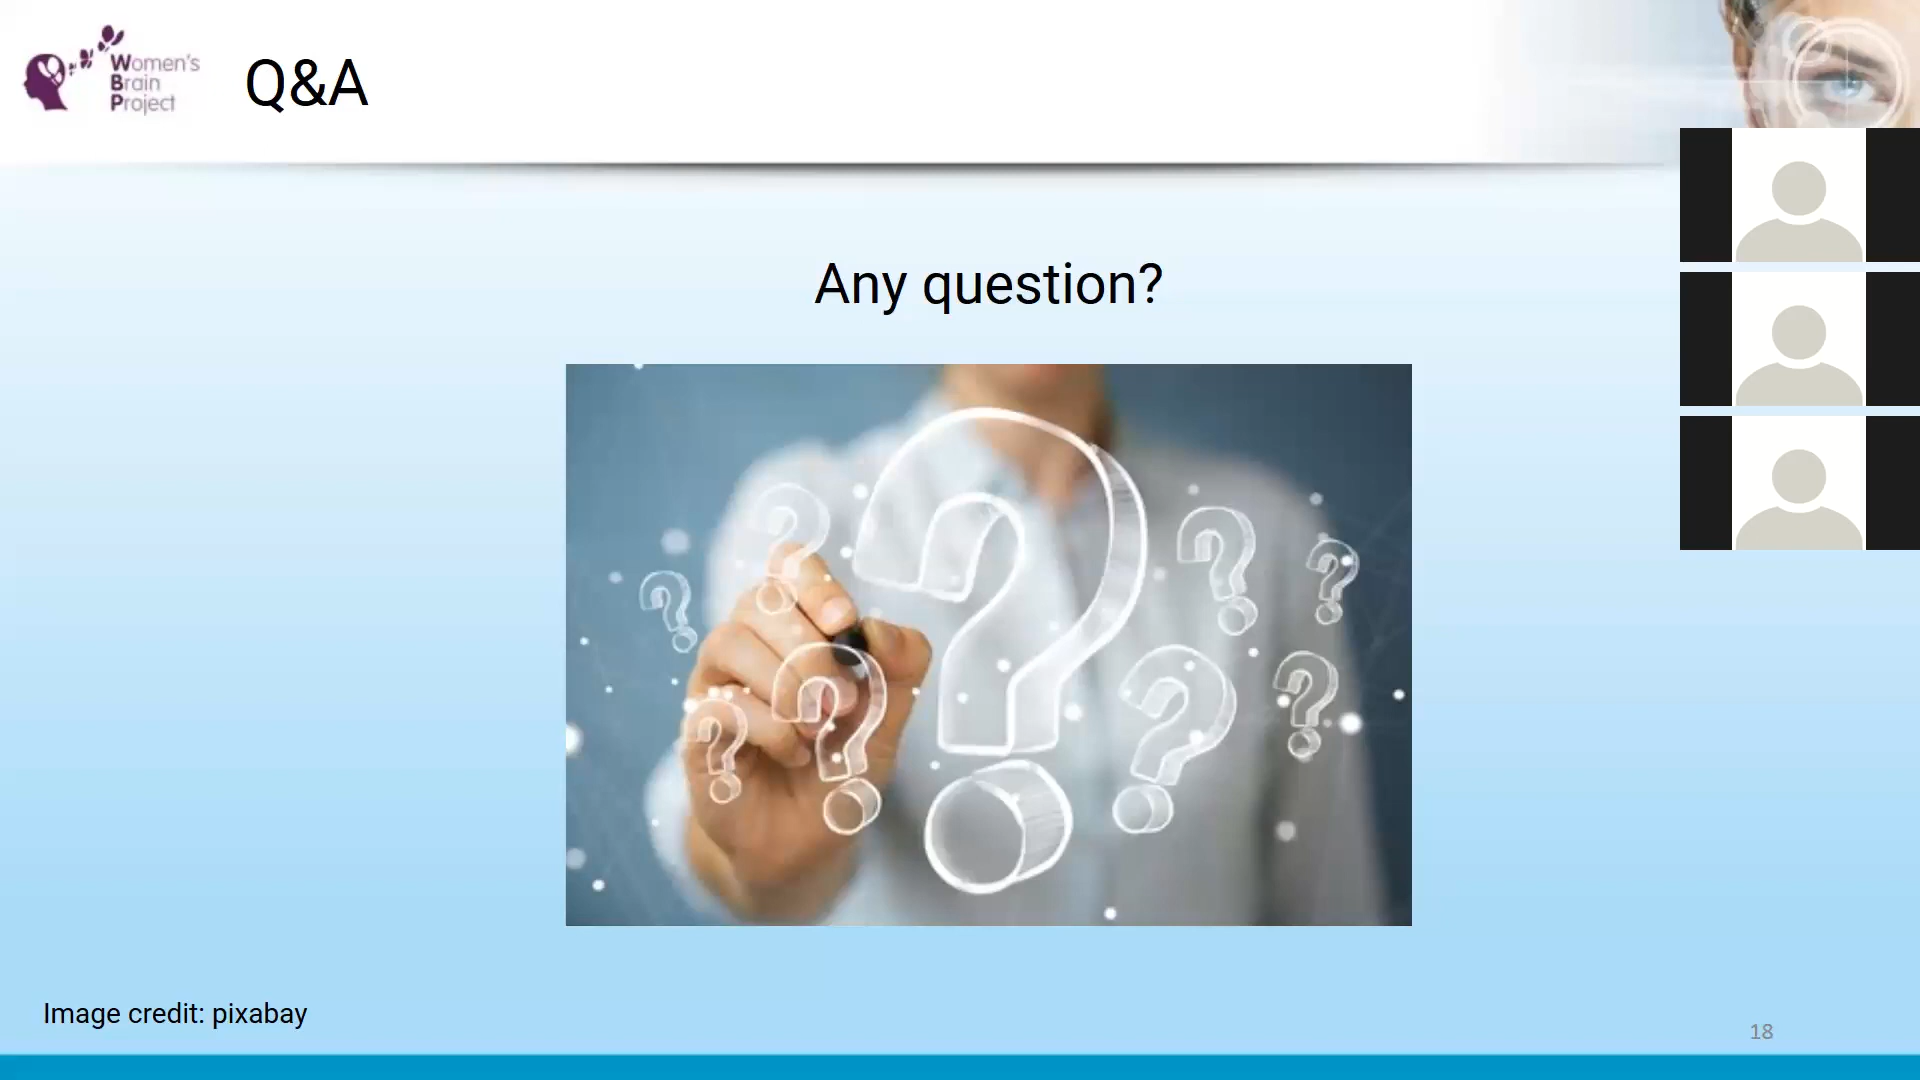 Women's
Brain
Project
Q&A
Any question?
Image credit: pixabay
18